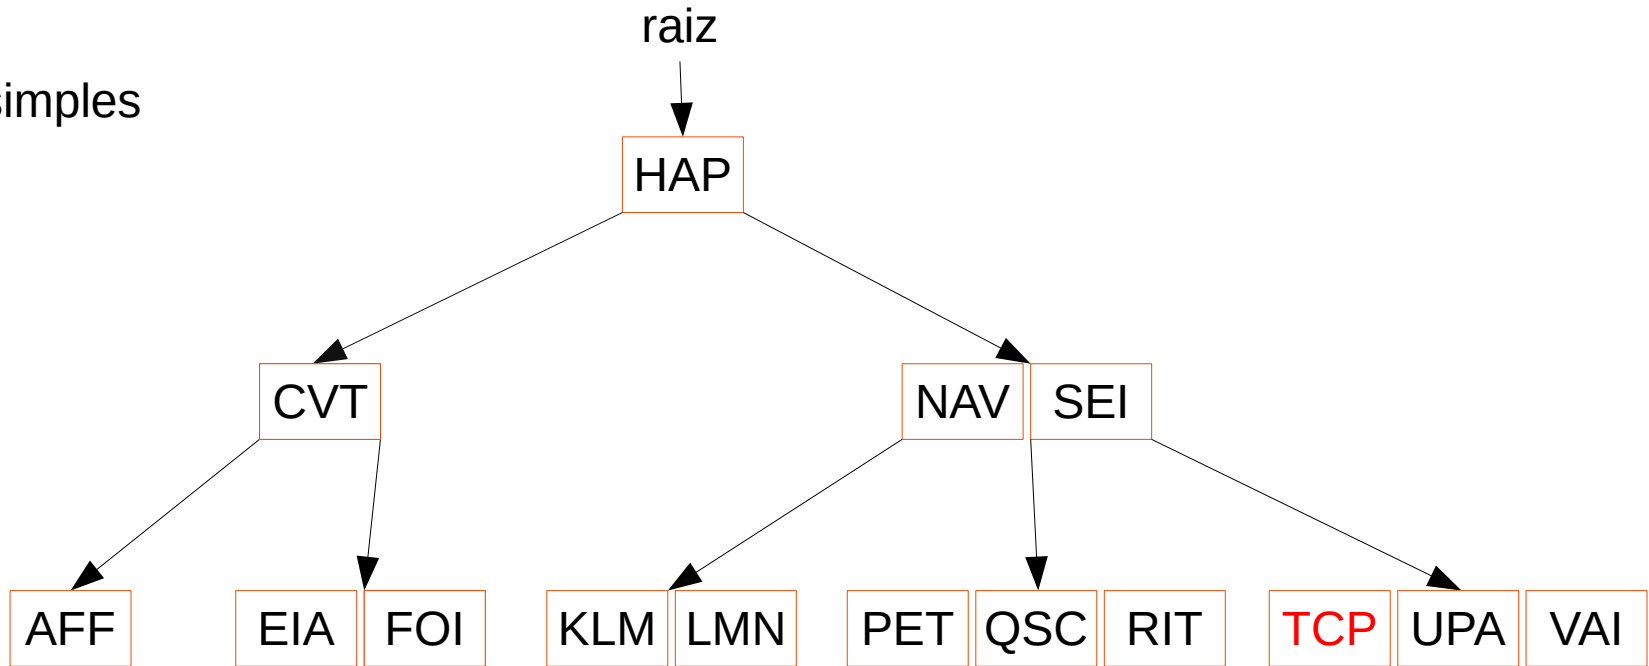 raiz
simples
HAP
CVT NAV SEI
AFF EIA FOI KLM LMN PET QSC RIT TCP UPA VAI